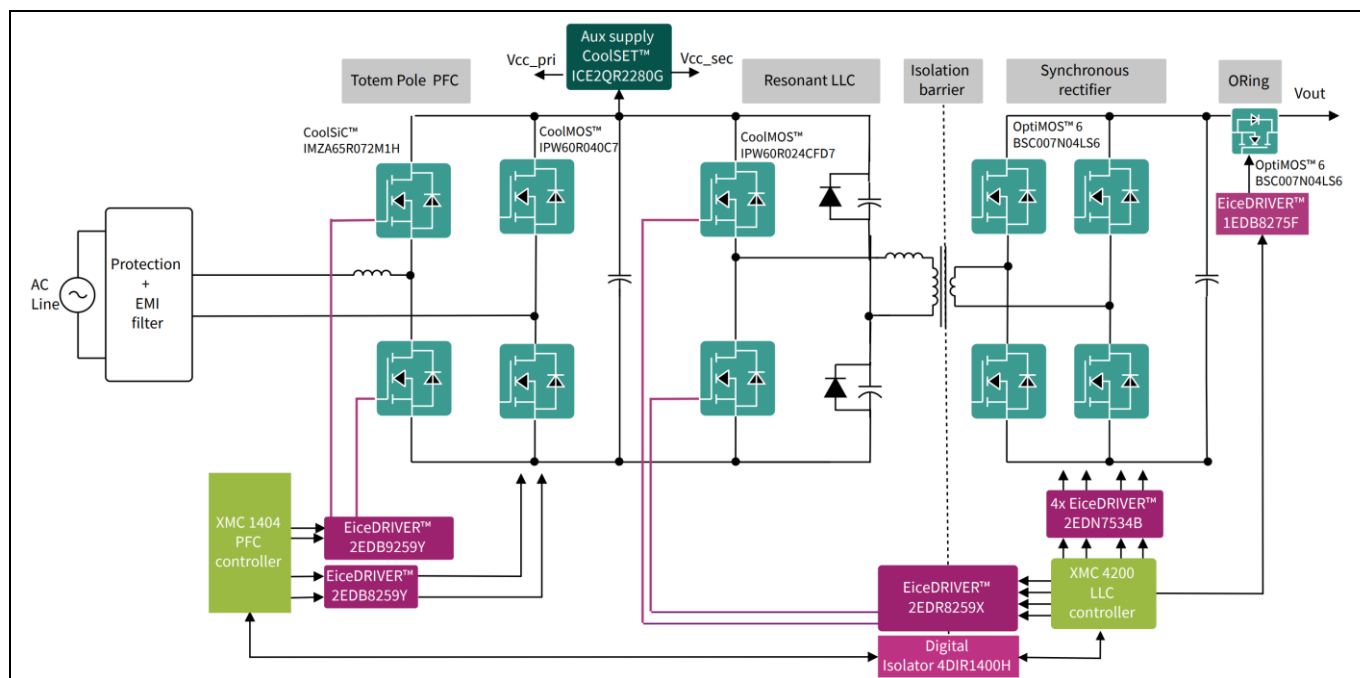 Aux supply
CoolSET™
ICE2QR2280G
Vcc_pri
Vcc_sec
Totem Pole PFC
Resonant LLC
Isolation
barrier
Synchronous
rectifier
ORing
Vout
CoolSiC™
IMZA65R072M1H
CoolMOS™
IPW60R040C7
CoolMOS™
IPW60R024CFD7
OptiMOS™ 6
BSC007N04LS6
OptiMOS™ 6
BSC007N04LS6
EiceDRIVER™
1EDB8275F
AC
Line
Protection
+
EMI
filter
XMC 1404
PFC
controller
EiceDRIVER™
2EDB9259Y
EiceDRIVER™
2EDB8259Y
4x EiceDRIVER™
2EDN7534B
EiceDRIVER™
2EDR8259X
XMC 4200
LLC
controller
Digital
Isolator 4DIR1400H